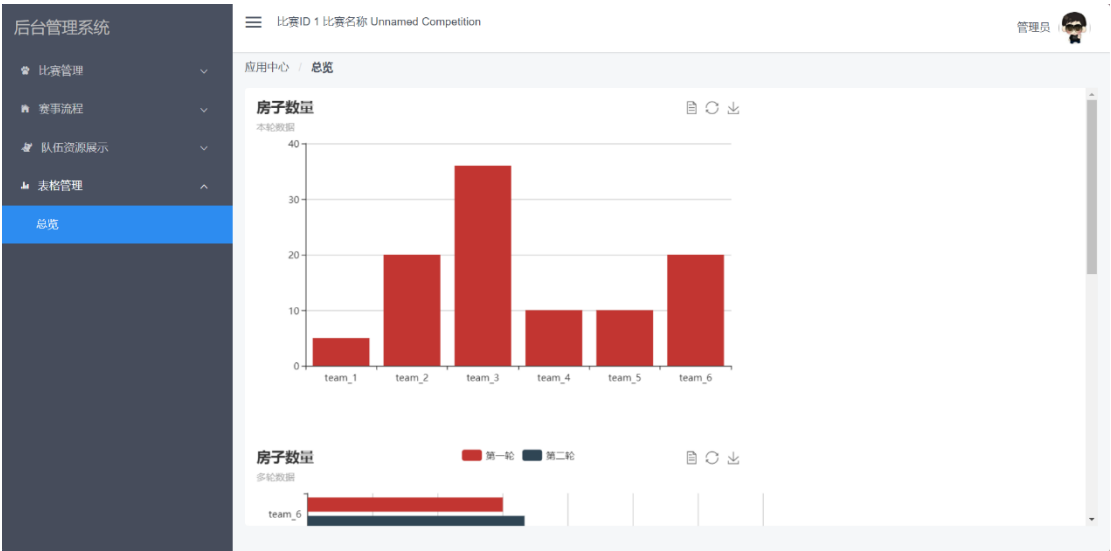 后台管理系统
比赛ID 1 比赛名称 Unnamed Competition
管理员
比赛管理
赛事流程
队伍资源展示
表格管理
总览
应用中心 / 总览
房子数量
本轮数据
40
30
20
10
0
team_1 team_2 team_3 team_4 team_5 team_6
房子数量
第一轮 第二轮
多轮数据
team_6